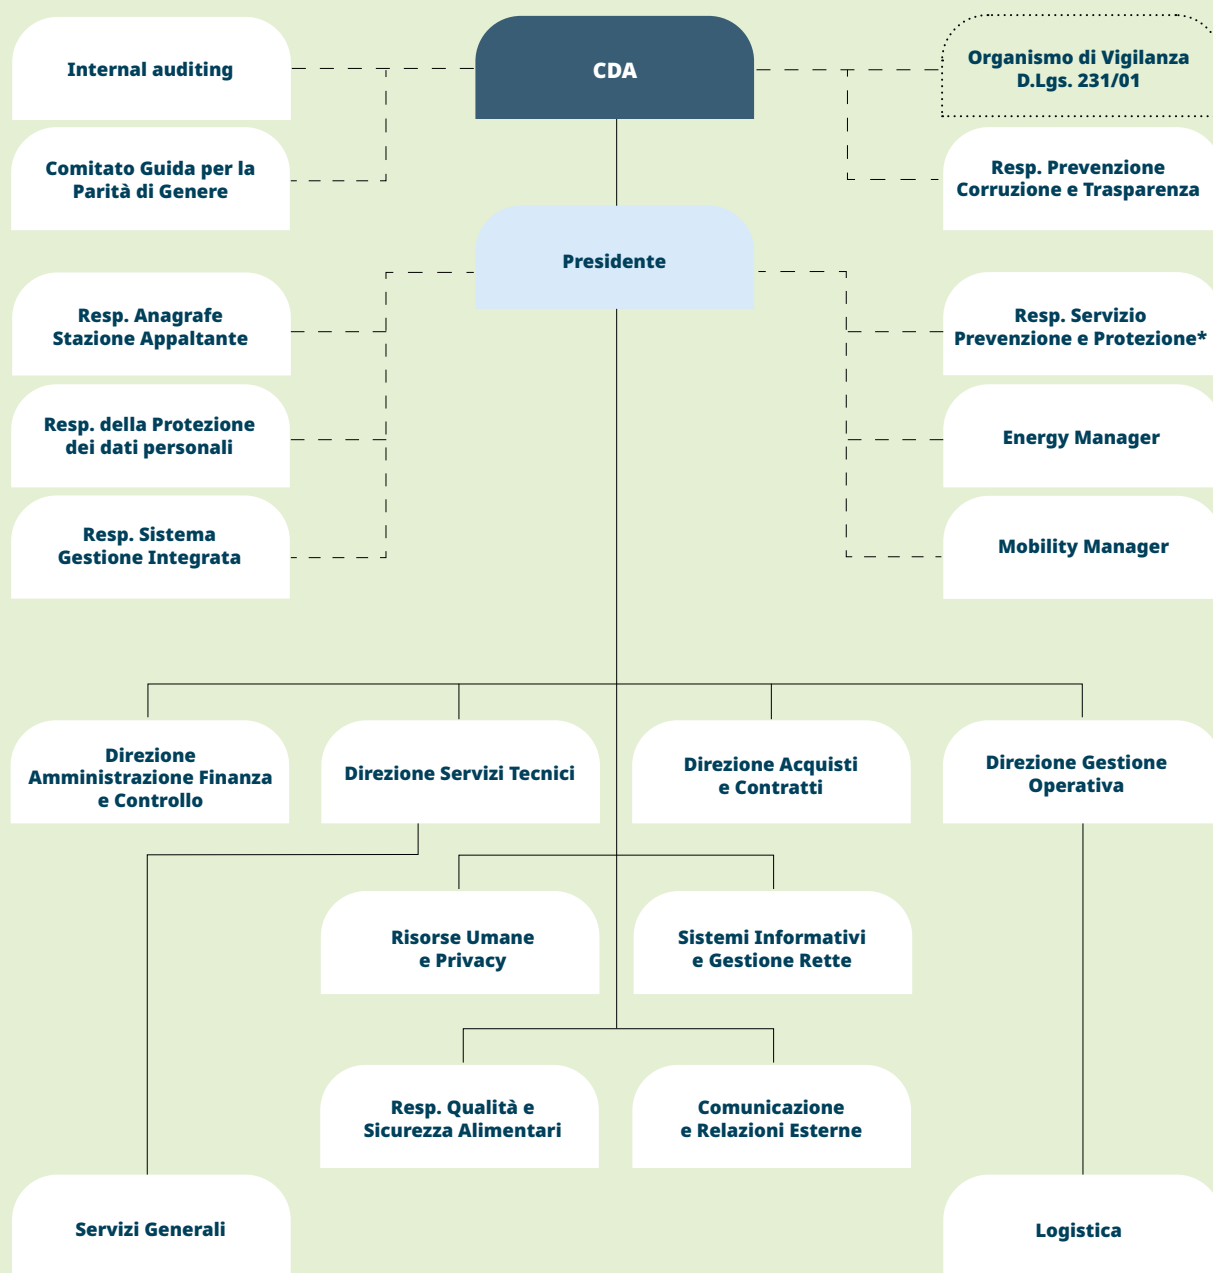 Internal auditing
CDA
Organismo di Vigilanza
D.Lgs. 231/01
Comitato Guida per la
Parità di Genere
Resp. Prevenzione
Corruzione e Trasparenza
Presidente
Resp. Anagrafe
Stazione Appaltante
Resp. Servizio
Prevenzione e Protezione*
Resp. della Protezione
dei dati personali
Energy Manager
Resp. Sistema
Gestione Integrata
Mobility Manager
Direzione
Amministrazione Finanza
e Controllo
Direzione Servizi Tecnici
Direzione Acquisti
e Contratti
Direzione Gestione
Operativa
Risorse Umane
e Privacy
Sistemi Informativi
e Gestione Rette
Resp. Qualità e
Sicurezza Alimentari
Comunicazione
e Relazioni Esterne
Servizi Generali
Logistica